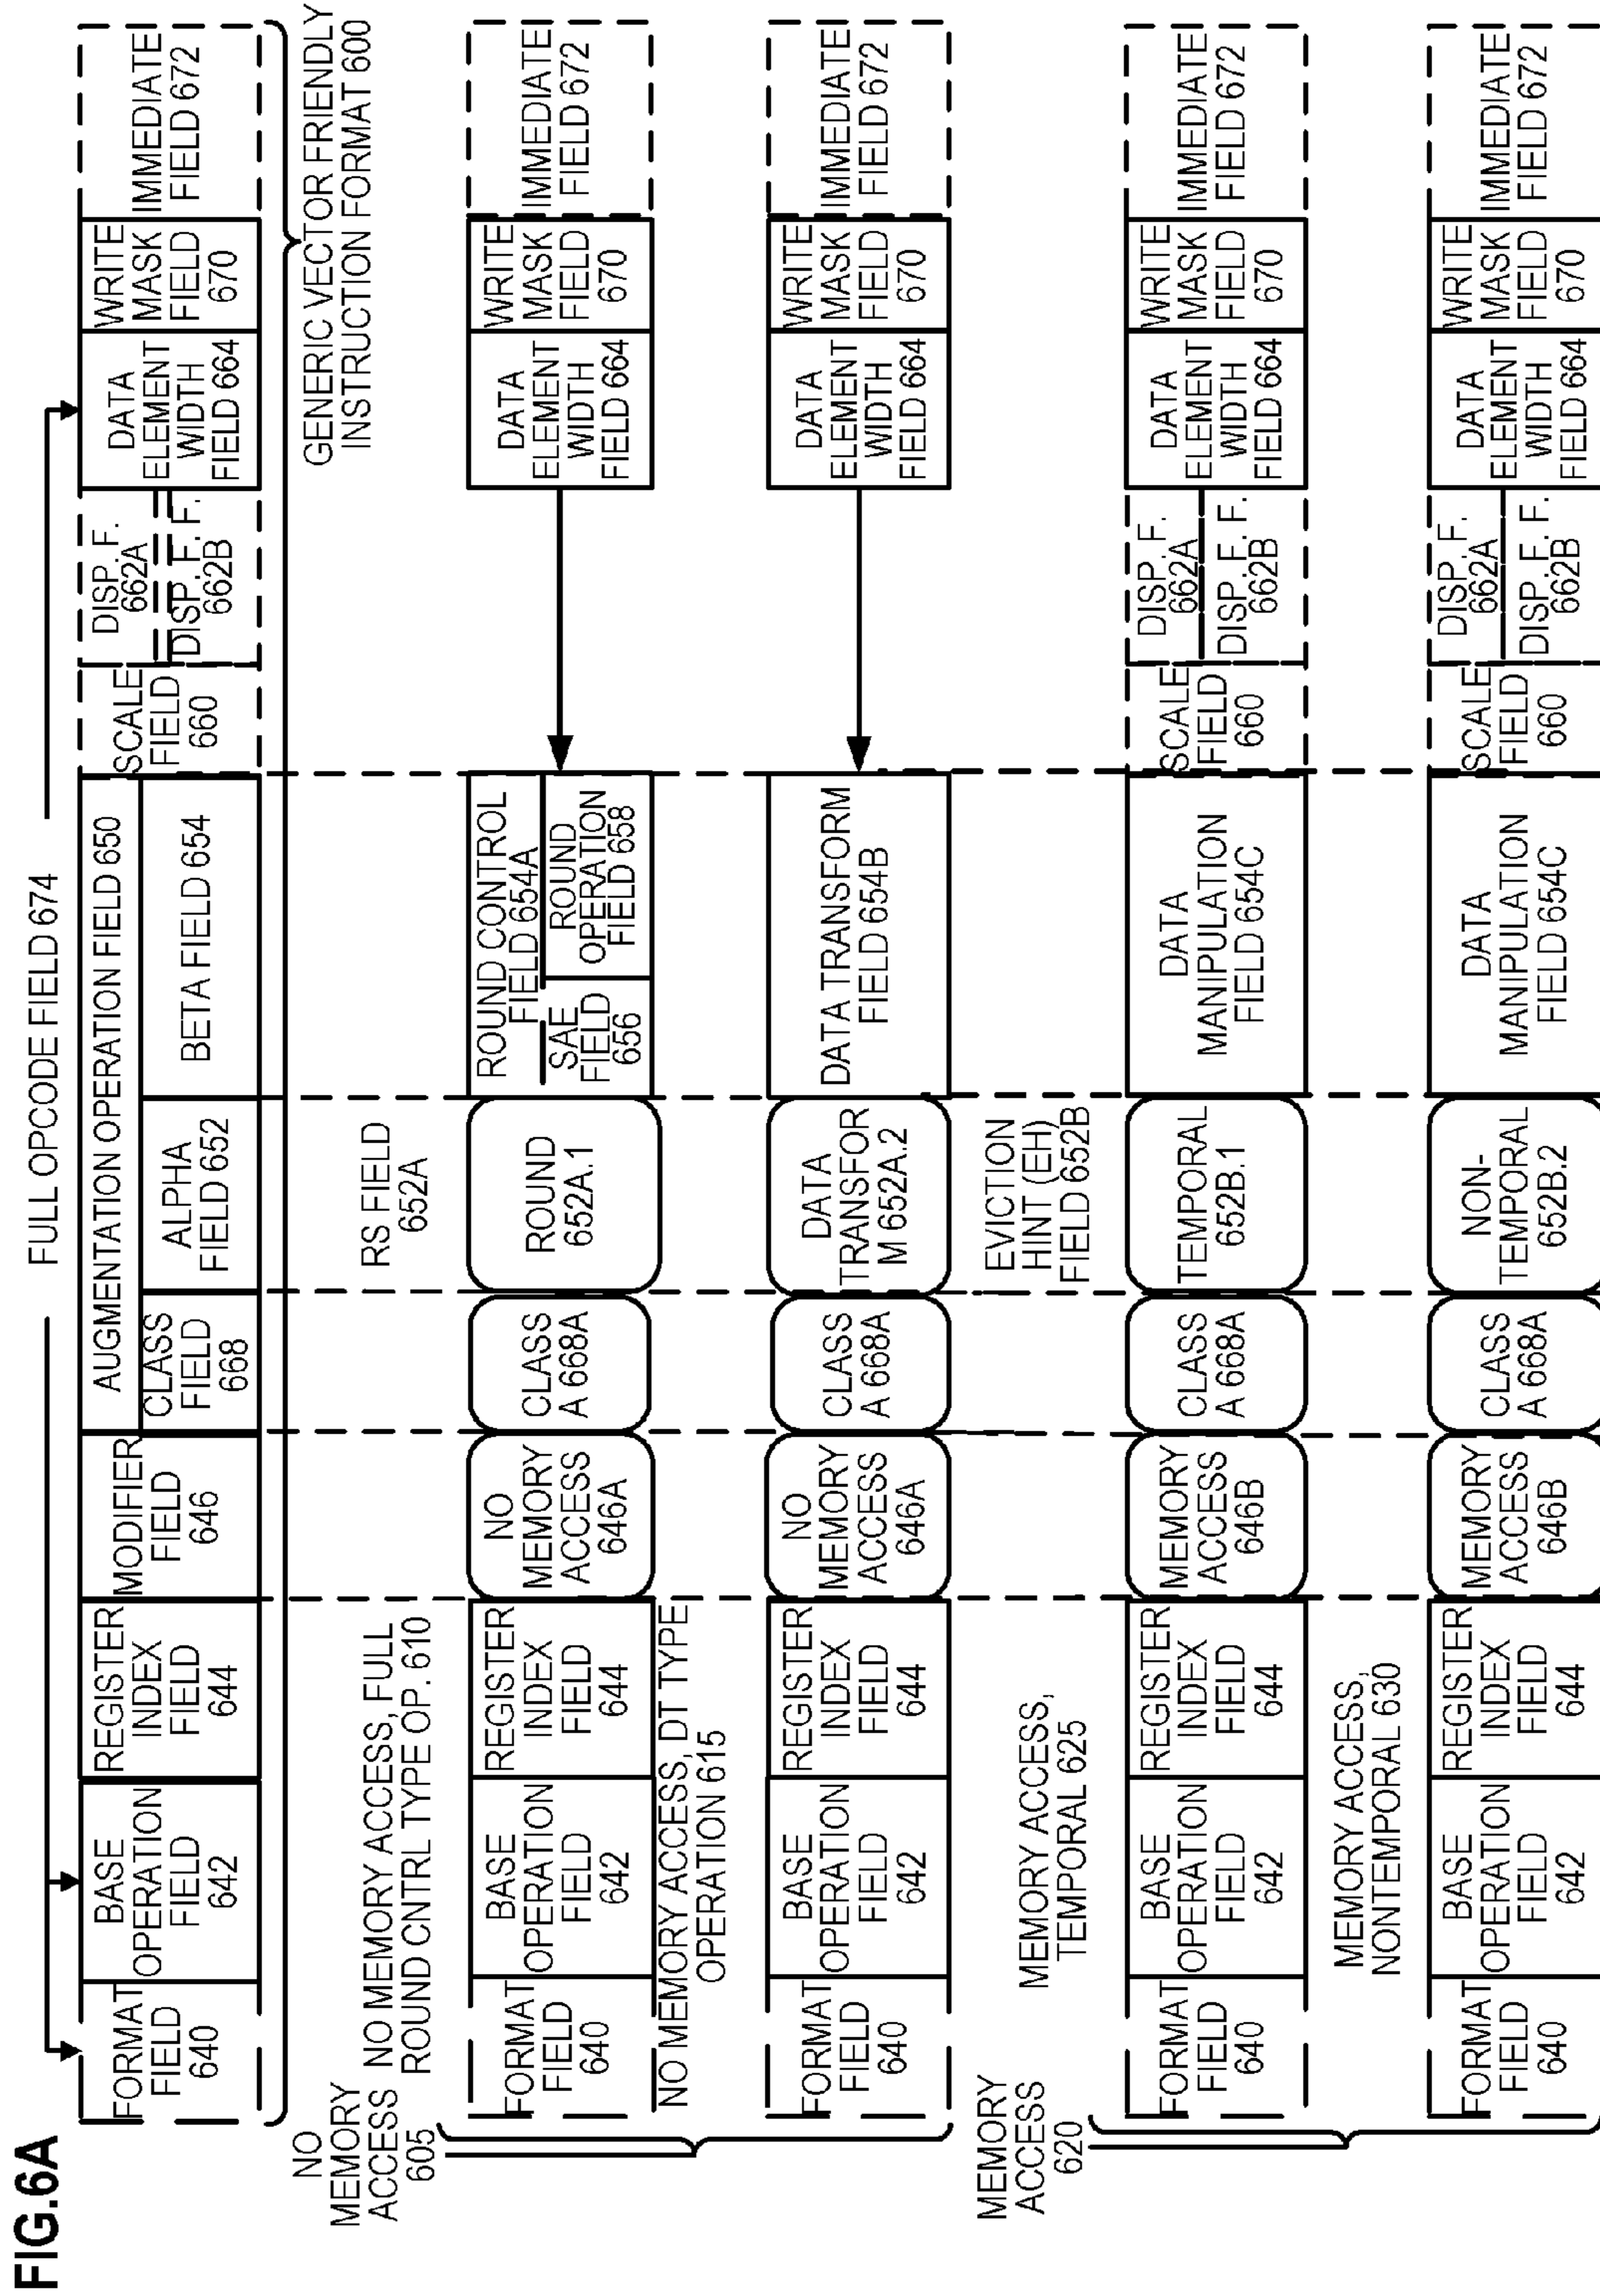 FIG.6A
FULL OPCODE FIELD 674
FORMAT
FIELD
640
BASE
OPERATION
FIELD
642
REGISTER
INDEX
FIELD
644
MODIFIER
FIELD
646
AUGMENTATION OPERATION FIELD 650
CLASS
FIELD
668
ALPHA
FIELD 652
BETA FIELD 654
SCALE
FIELD
660
DISP. F.
662A
DISP. F. F.
662B
DATA
ELEMENT
WIDTH
FIELD 664
WRITE
MASK
FIELD
670
IMMEDIATE
FIELD 672
GENERIC VECTOR FRIENDLY
INSTRUCTION FORMAT 600
NO
MEMORY
ACCESS
605
NO MEMORY ACCESS, FULL
ROUND CNTRL TYPE OP. 610
RS FIELD
652A
FORMAT
FIELD
640
BASE
OPERATION
FIELD
642
REGISTER
INDEX
FIELD
644
NO
MEMORY
ACCESS
646A
CLASS
A 668A
ROUND
652A.1
ROUND CONTROL
FIELD 654A
SAE
FIELD
656
ROUND
OPERATION
FIELD 658
DATA
ELEMENT
WIDTH
FIELD 664
WRITE
MASK
FIELD
670
IMMEDIATE
FIELD 672
NO MEMORY ACCESS, DT TYPE
OPERATION 615
FORMAT
FIELD
640
BASE
OPERATION
FIELD
642
REGISTER
INDEX
FIELD
644
NO
MEMORY
ACCESS
646A
CLASS
A 668A
DATA
TRANSFOR
M 652A.2
DATA TRANSFORM
FIELD 654B
DATA
ELEMENT
WIDTH
FIELD 664
WRITE
MASK
FIELD
670
IMMEDIATE
FIELD 672
MEMORY
ACCESS
620
MEMORY ACCESS,
TEMPORAL 625
EVICTION
HINT (EH)
FIELD 652B
FORMAT
FIELD
640
BASE
OPERATION
FIELD
642
REGISTER
INDEX
FIELD
644
MEMORY
ACCESS
646B
CLASS
A 668A
TEMPORAL
652B.1
DATA
MANIPULATION
FIELD 654C
SCALE
FIELD
660
DISP. F.
662A
DISP. F. F.
662B
DATA
ELEMENT
WIDTH
FIELD 664
WRITE
MASK
FIELD
670
IMMEDIATE
FIELD 672
MEMORY ACCESS,
NONTEMPORAL 630
FORMAT
FIELD
640
BASE
OPERATION
FIELD
642
REGISTER
INDEX
FIELD
644
MEMORY
ACCESS
646B
CLASS
A 668A
NON-
TEMPORAL
652B.2
DATA
MANIPULATION
FIELD 654C
SCALE
FIELD
660
DISP. F.
662A
DISP. F. F.
662B
DATA
ELEMENT
WIDTH
FIELD 664
WRITE
MASK
FIELD
670
IMMEDIATE
FIELD 672